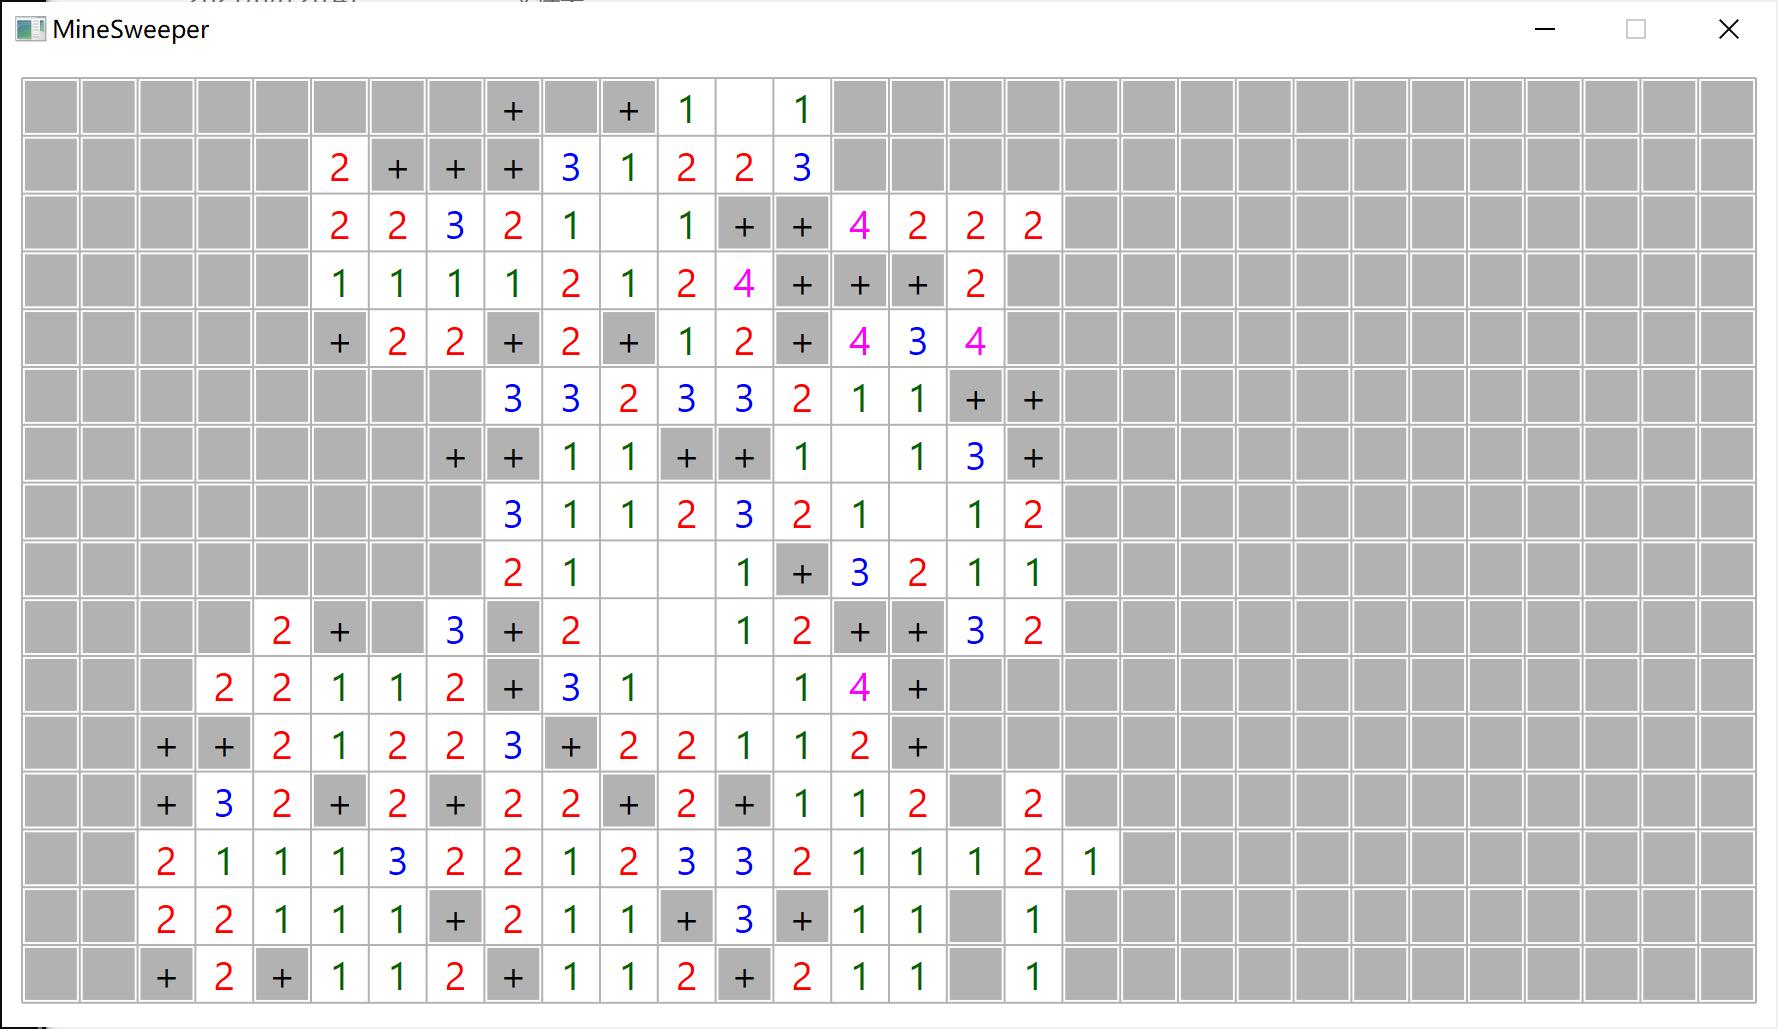 MineSweeper
+ + 1 1
2 + + + 3 1 2 2 3
2 2 3 2 1 1 + + 4 2 2 2
1 1 1 1 2 1 2 4 + + + 2
+ 2 2 + 2 + 1 2 + 4 3 4
3 3 2 3 3 2 1 1 + +
+ + 1 1 + + 1 1 3 +
3 1 1 2 3 2 1 1 2
2 1 1 + 3 2 1 1
2 + 3 + 2 1 2 + + 3 2
2 2 1 1 2 + 3 1 1 4 +
+ + 2 1 2 2 3 + 2 2 1 1 2 +
+ 3 2 + 2 + 2 2 + 2 + 1 1 2 2
2 1 1 1 3 2 2 1 2 3 3 2 1 1 1 2 1
2 2 1 1 1 + 2 1 1 + 3 + 1 1 1
+ 2 + 1 1 2 + 1 1 2 + 2 1 1 1